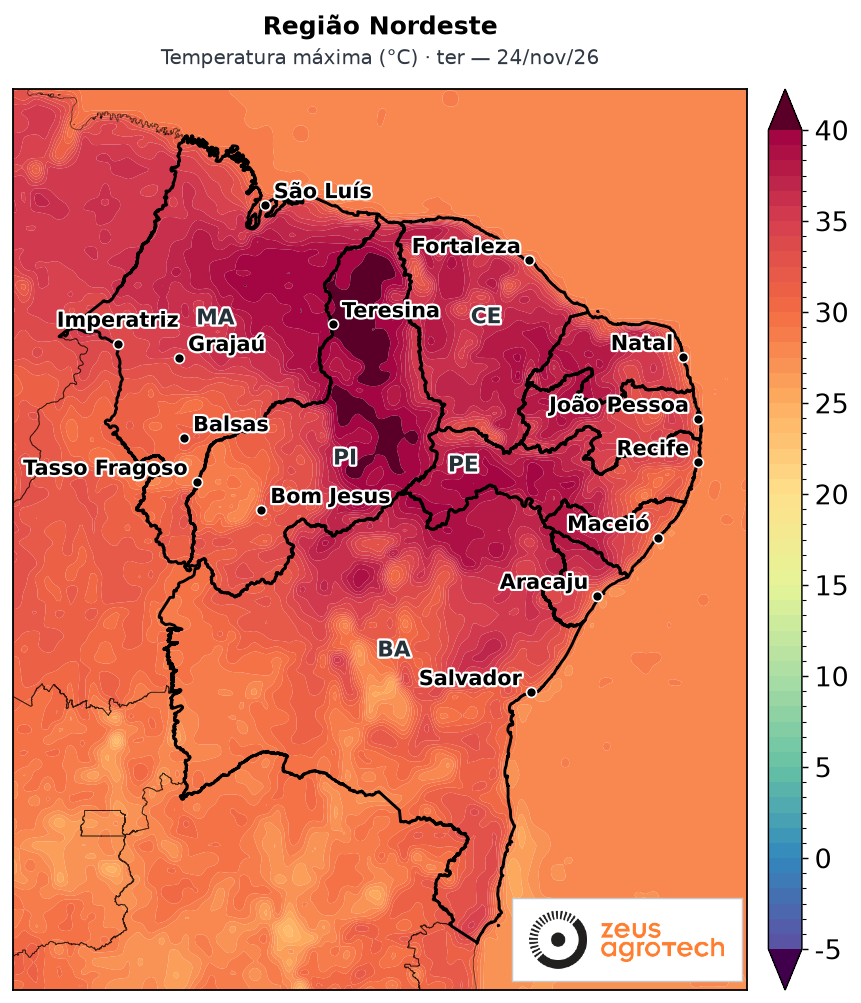 Região Nordeste
Temperatura máxima (°C) · ter — 24/nov/26
São Luís
Fortaleza
Imperatriz
MA
Teresina
CE
Grajaú
Natal
João Pessoa
Balsas
Recife
PI
PE
Tasso Fragoso
Bom Jesus
Maceió
Aracaju
BA
Salvador
40
35
30
25
20
15
10
5
0
-5
zeus
agrotech